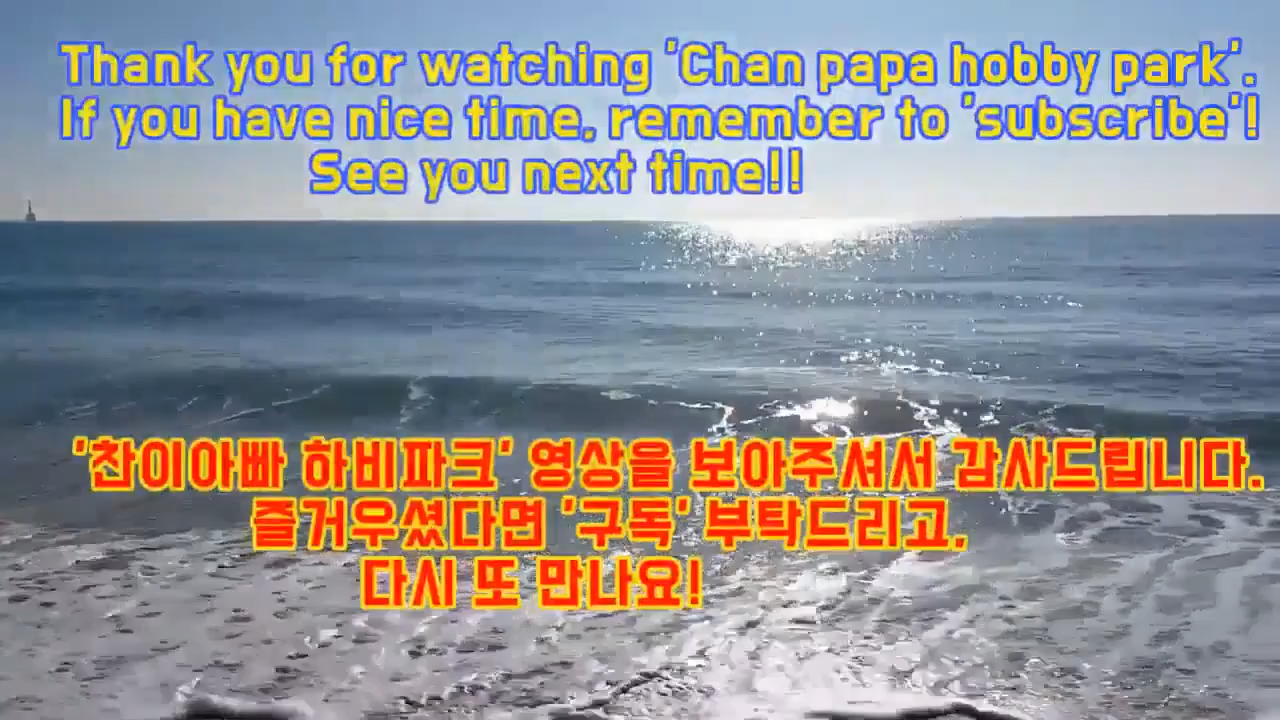 Thank you for watching 'Chan papa hobby park'.
If you have nice time, remember to 'subscribe'!
See you next time!!
'찬이아빠 하비파크' 영상을 보아주셔서 감사드립니다.
즐거우셨다면 '구독' 부탁드리고,
다시 또 만나요!